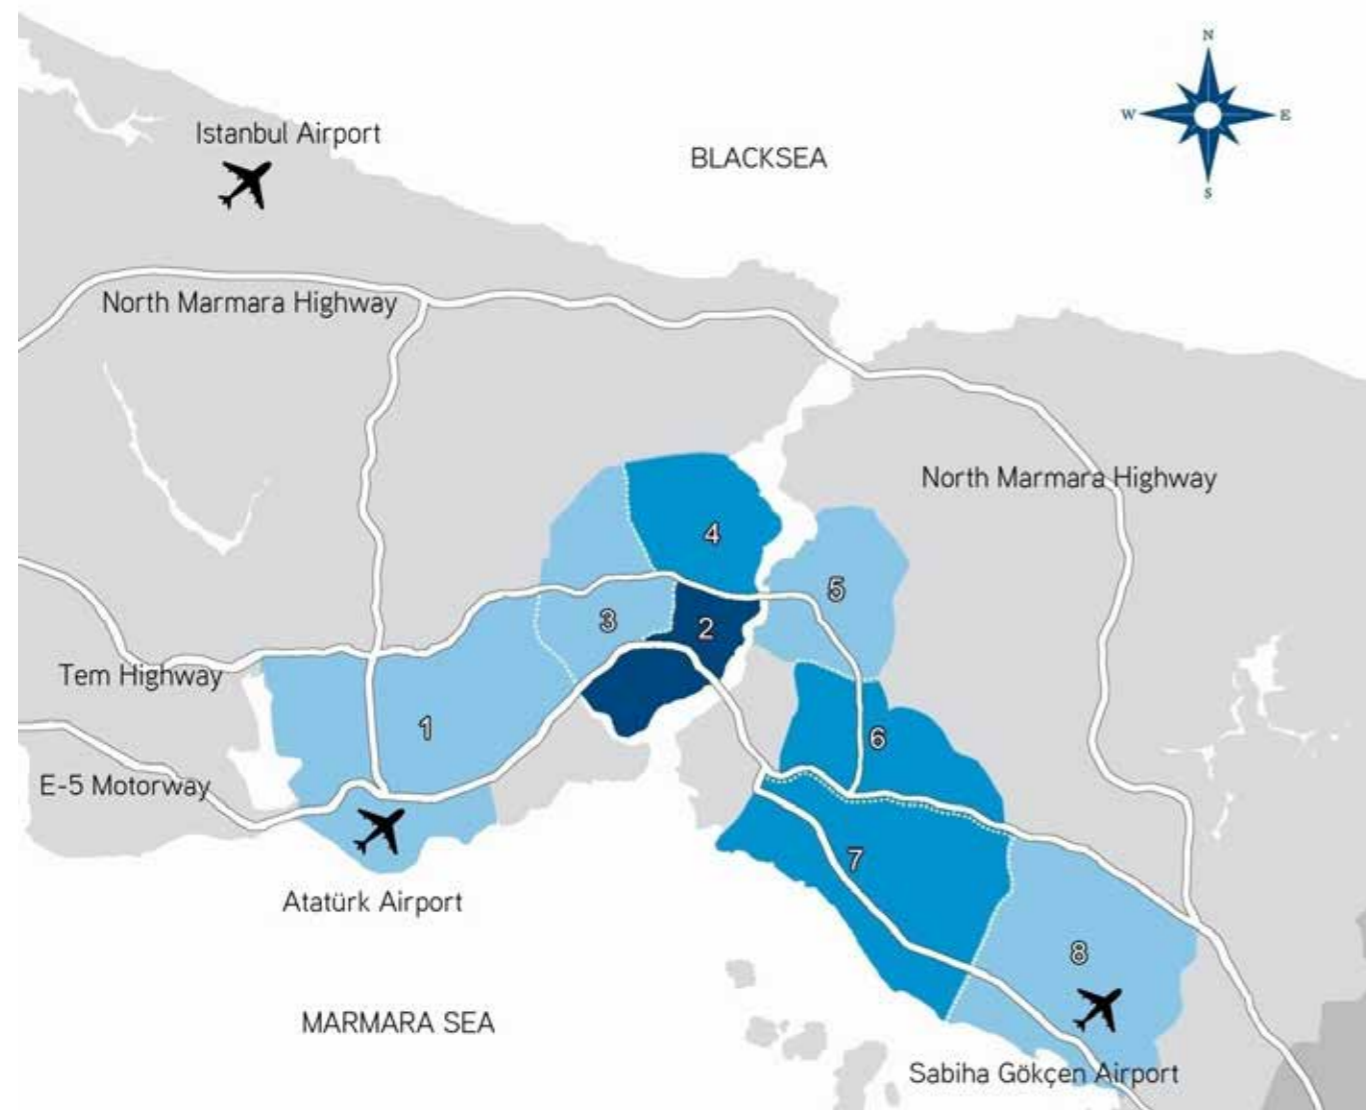 N
W
E
S
Istanbul Airport
BLACKSEA
North Marmara Highway
North Marmara Highway
4
5
3
2
Tem Highway
1
6
E-5 Motorway
7
Atatürk Airport
8
MARMARA SEA
Sabiha Gökçen Airport